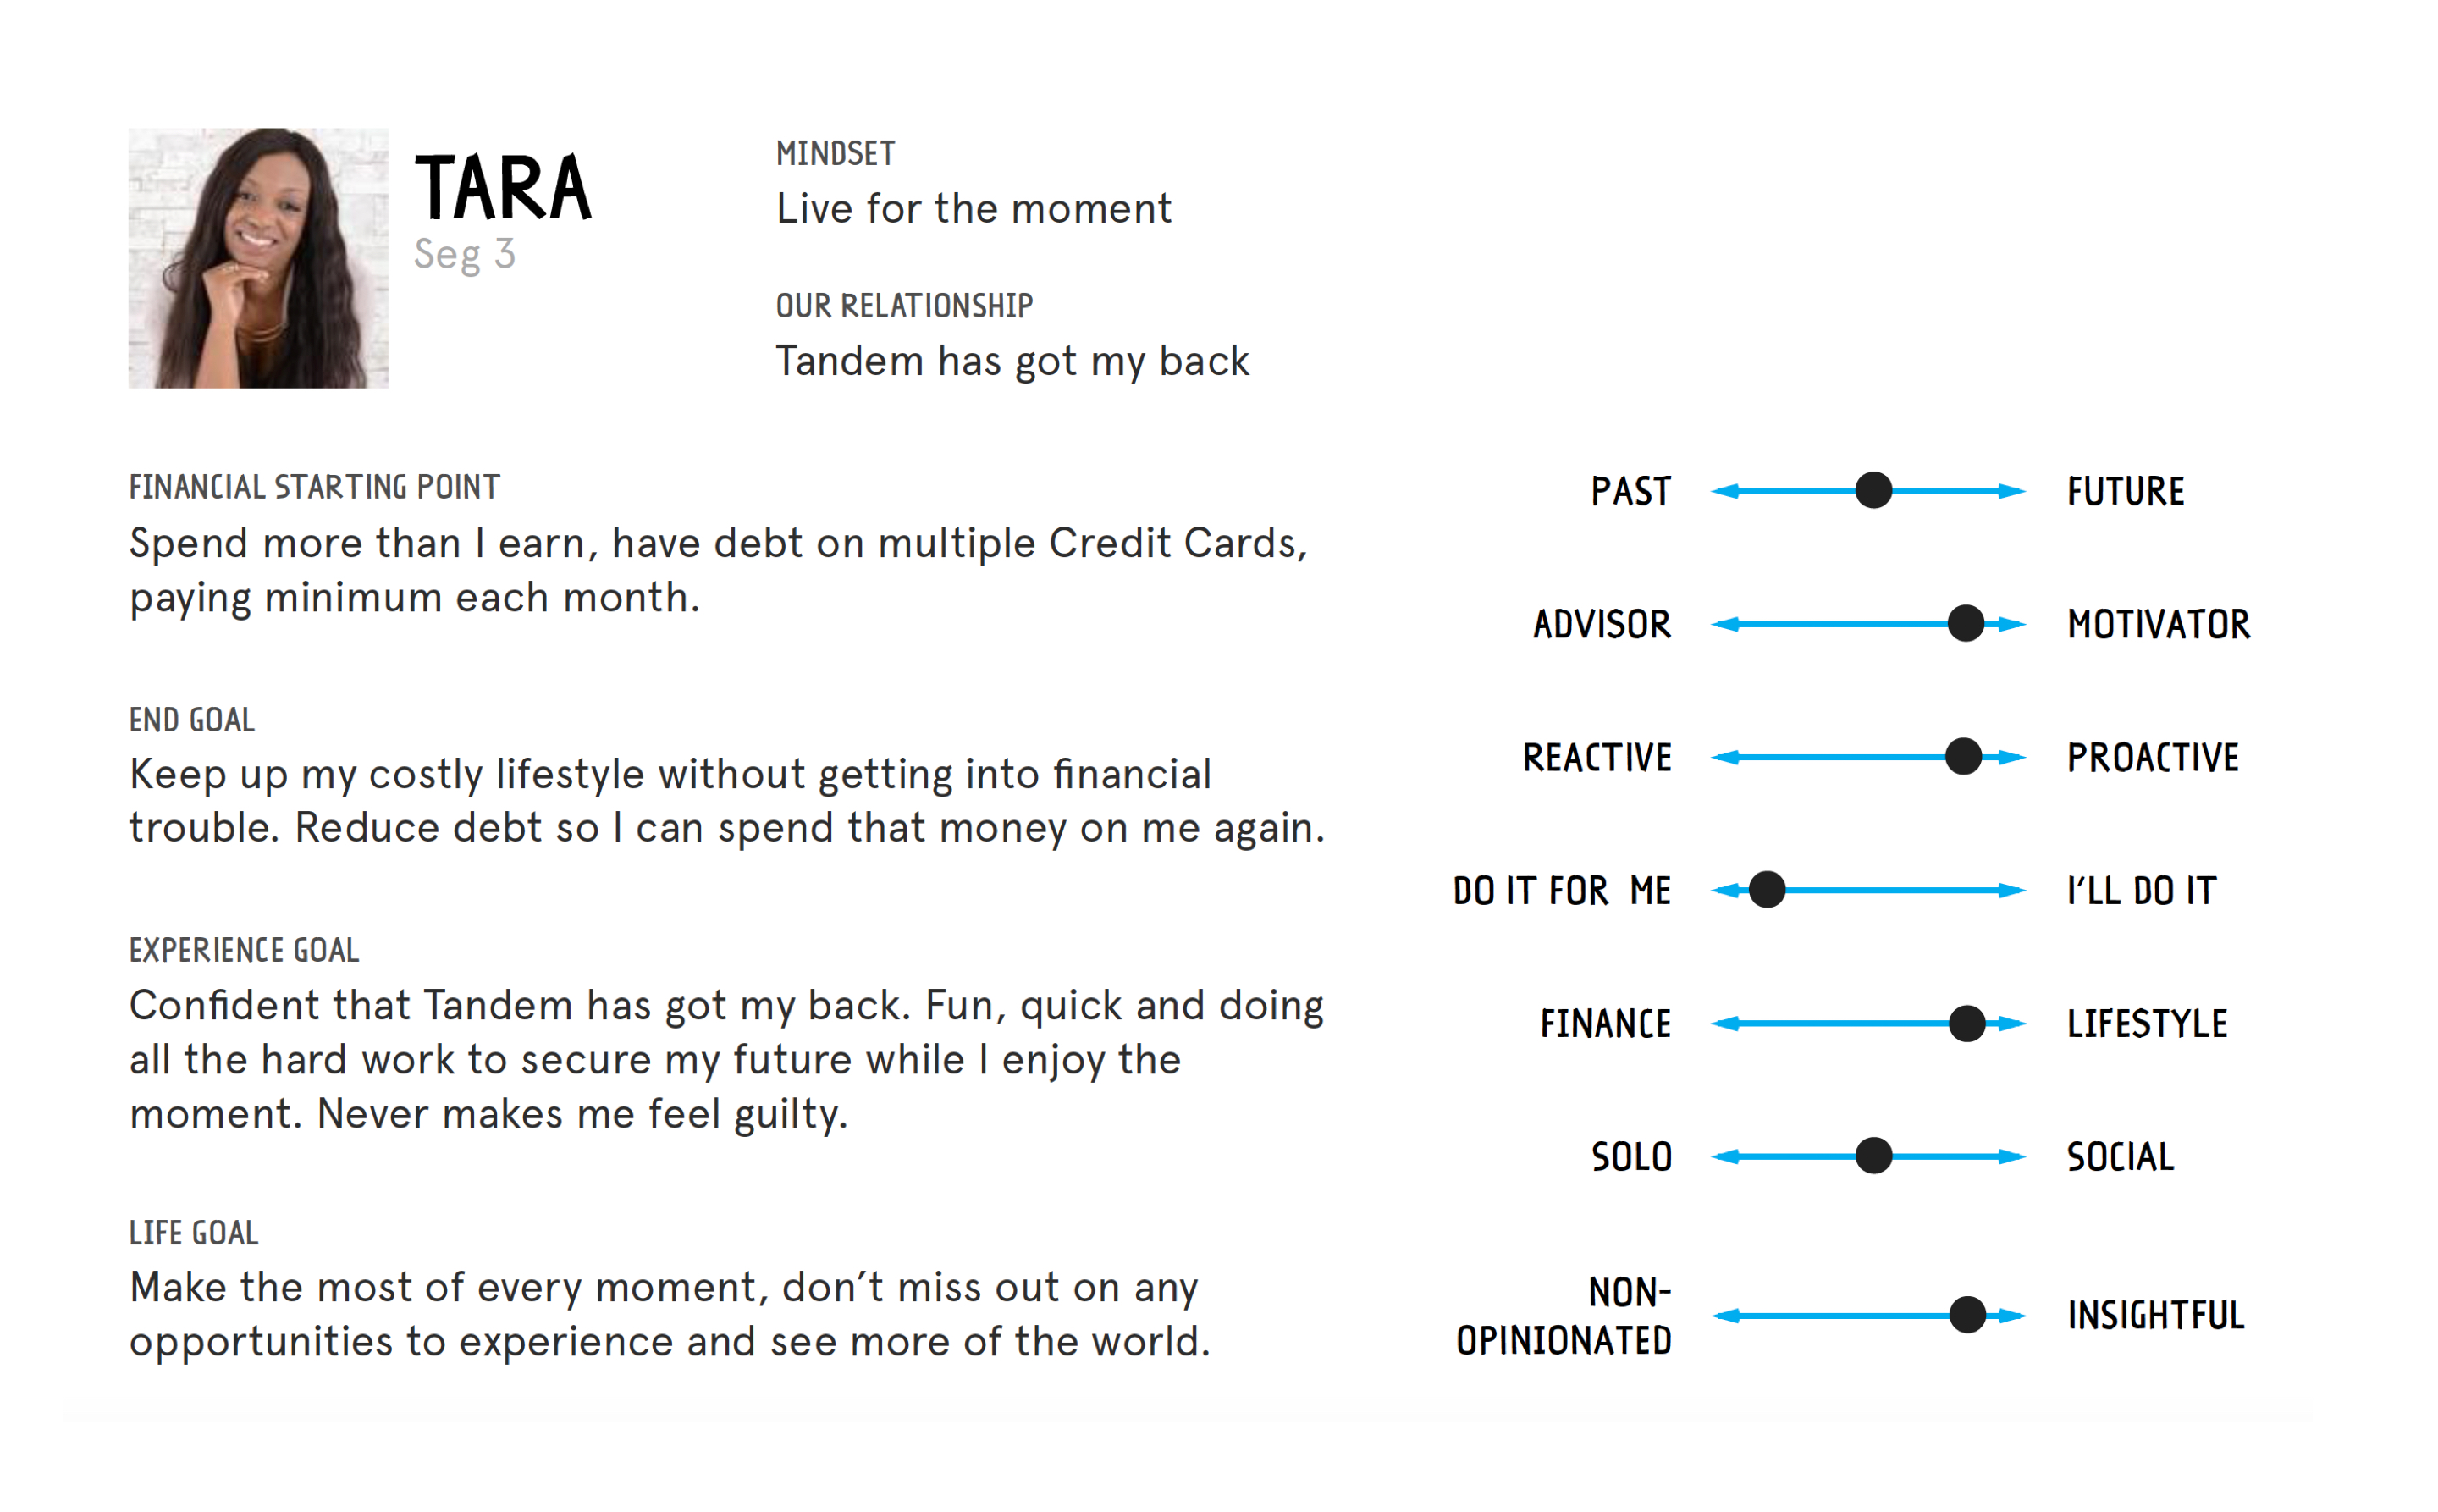 TARA
Seg 3
MINDSET
Live for the moment
OUR RELATIONSHIP
Tandem has got my back
FINANCIAL STARTING POINT
Spend more than I earn, have debt on multiple Credit Cards,
paying minimum each month.
END GOAL
Keep up my costly lifestyle without getting into financial
trouble. Reduce debt so I can spend that money on me again.
EXPERIENCE GOAL
Confident that Tandem has got my back. Fun, quick and doing
all the hard work to secure my future while I enjoy the
moment. Never makes me feel guilty.
LIFE GOAL
Make the most of every moment, don’t miss out on any
opportunities to experience and see more of the world.
PAST FUTURE
ADVISOR MOTIVATOR
REACTIVE PROACTIVE
DO IT FOR ME I’LL DO IT
FINANCE LIFESTYLE
SOLO SOCIAL
NON-
OPINIONATED INSIGHTFUL